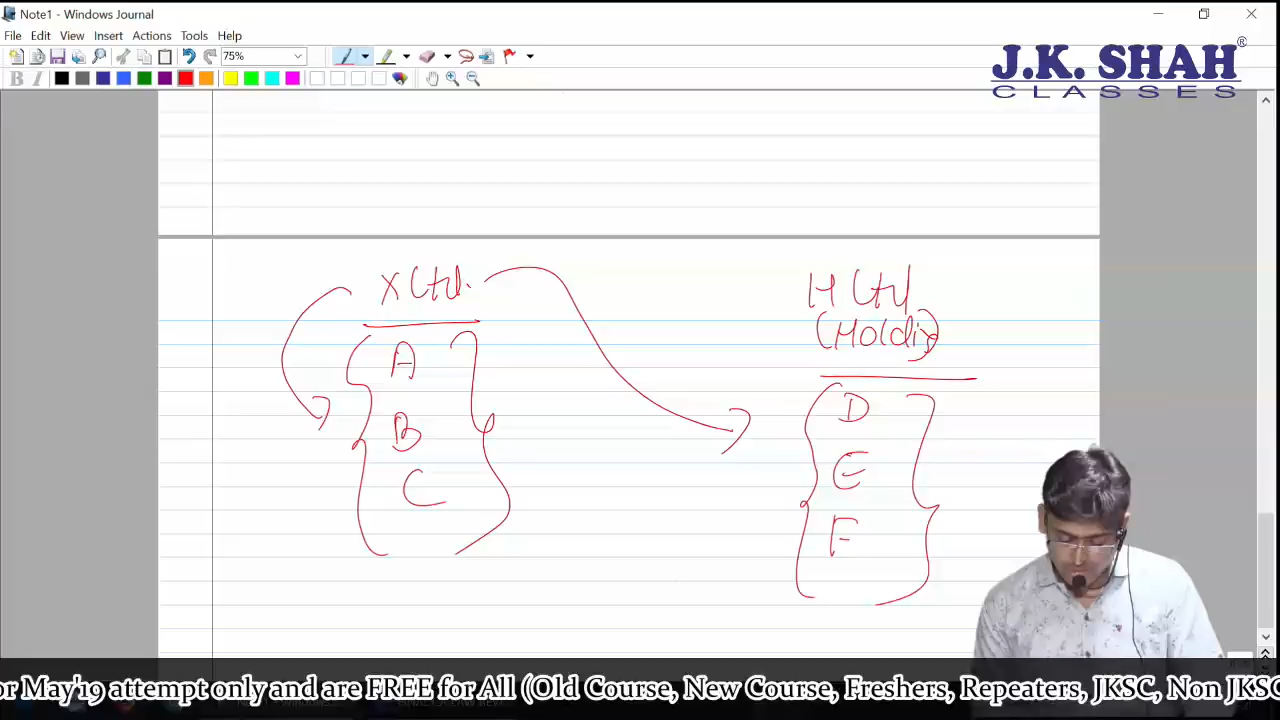 Note1 - Windows Journal
File Edit View Insert Actions Tools Help
75%
B I
J.K. SHAH®
CLASSES
X Ltd.
A
B
C
H Ltd
(Holdig)
D
E
F
or May'19 attempt only and are FREE for All (Old Course, New Course, Freshers, Repeaters, JKSC, Non JKSC